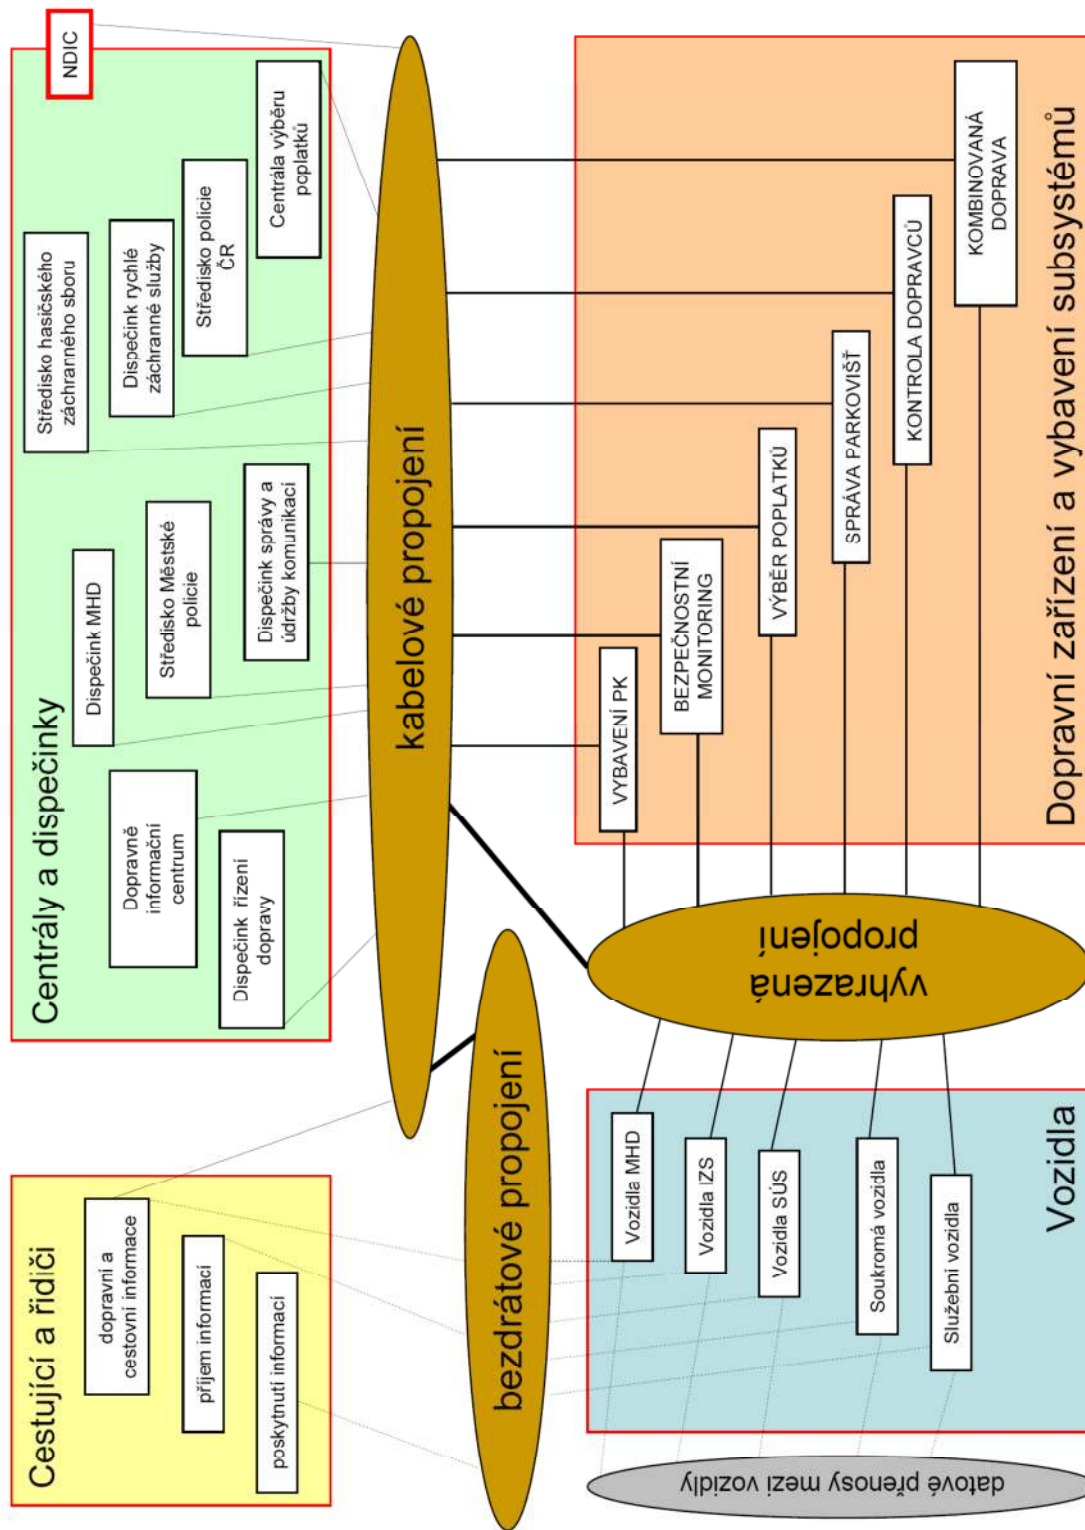 Cestující a řidiči
dopravní a
cestovní informace
příjem informací
poskytnutí informací
Centrály a dispečinky
Dopravně
informační
centrum
Dispečink řízení
dopravy
Dispečink MHD
Středisko Městské
policie
Dispečink správy a
údržby komunikací
Středisko hasičského
záchranného sboru
Dispečink rychlé
záchranné služby
Středisko policie
ČR
Centrála výběru
pcplatků
NDIC
kabelové propojení
bezdrátové propojení
vyhrazená
propojení
datové přenosy mezi vozidly
Vozidla MHD
Vozidla IZS
Vozidla SÚS
Soukromá vozidla
Služební vozidla
Vozidla
VYBAVENÍ PK
BEZPEČNOSTNÍ
MONITORING
VÝBĚR POPLATKŮ
SPRÁVA PARKOVIŠŤ
KONTROLA DOPRAVCŮ
KOMBINOVANÁ
DOPRAVA
Dopravní zařízení a vybavení subsystémů